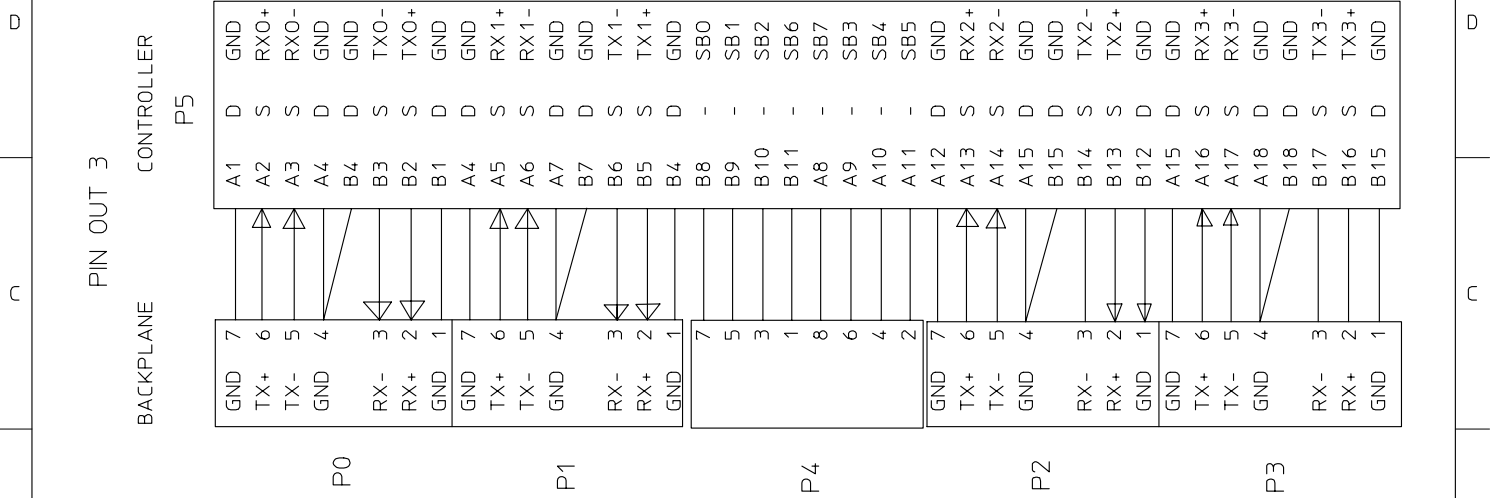 D
D
C
C
PIN OUT 3
CONTROLLER
P5
GND RX0+ RX0- GND GND TX0- TX0+ GND GND RX1+ RX1- GND GND TX1- TX1+ GND SB0 SB1 SB2 SB6 SB7 SB3 SB4 SB5 GND RX2+ RX2- GND GND TX2- TX2+ GND GND RX3+ RX3- GND GND TX3- TX3+ GND
D S S D D S S D D S S D D S S D - - - - - - - - D S S D D S S D D S S D D S S D
A1 A2 A3 A4 B4 B3 B2 B1 A4 A5 A6 A7 B7 B6 B5 B4 B8 B9 B10 B11 A8 A9 A10 A11 A12 A13 A14 A15 B15 B14 B13 B12 A15 A16 A17 A18 B18 B17 B16 B15
BACKPLANE
7 6 5 4 3 2 1 7 6 5 4 3 2 1 7 5 3 1 8 6 4 2 7 6 5 4 3 2 1 7 6 5 4 3 2 1
GND TX+ TX- GND RX- RX+ GND GND TX+ TX- GND RX- RX+ GND GND TX+ TX- GND RX- RX+ GND GND TX+ TX- GND RX- RX+ GND
P0 P1 P4 P2 P3